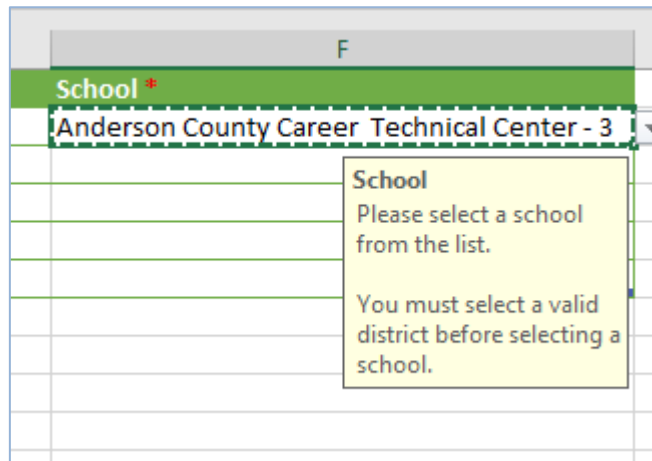 F
School *
Anderson County Career  Technical Center - 3
School
Please select a school
from the list.
You must select a valid
district before selecting a
school.